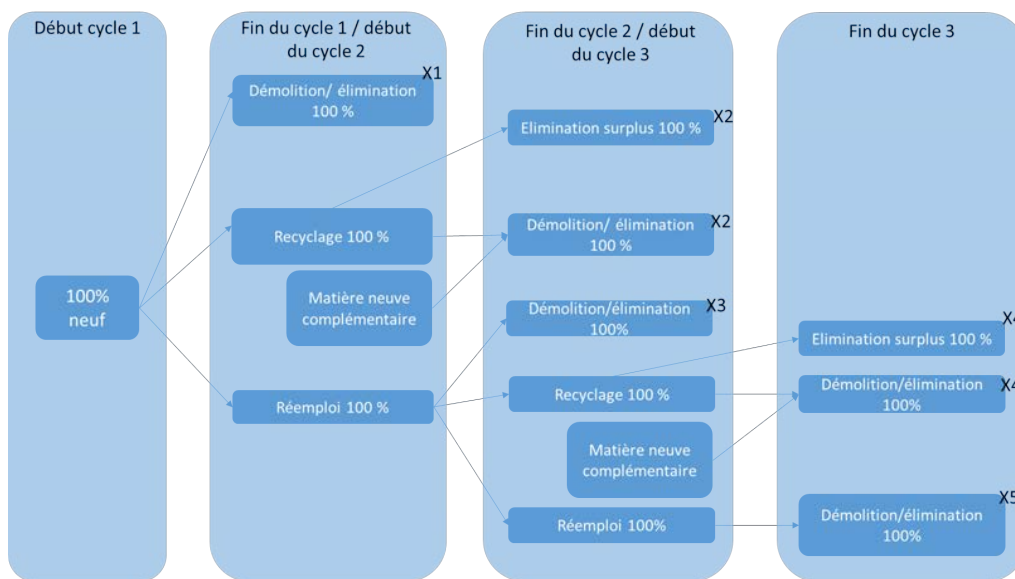 Début cycle 1
Fin du cycle 1 / début
du cycle 2
Fin du cycle 2 / début
du cycle 3
Fin du cycle 3
X1
Démolition/ élimination
100 %
X2
Elimination surplus 100 %
Recyclage 100 %
X2
Démolition/ élimination
100 %
100%
neuf
Matière neuve
complémentaire
X3
Démolition/élimination
100%
X4
Elimination surplus 100 %
Réemploi 100 %
Recyclage 100 %
X4
Démolition/élimination
100%
Matière neuve
complémentaire
Réemploi 100%
X5
Démolition/élimination
100%